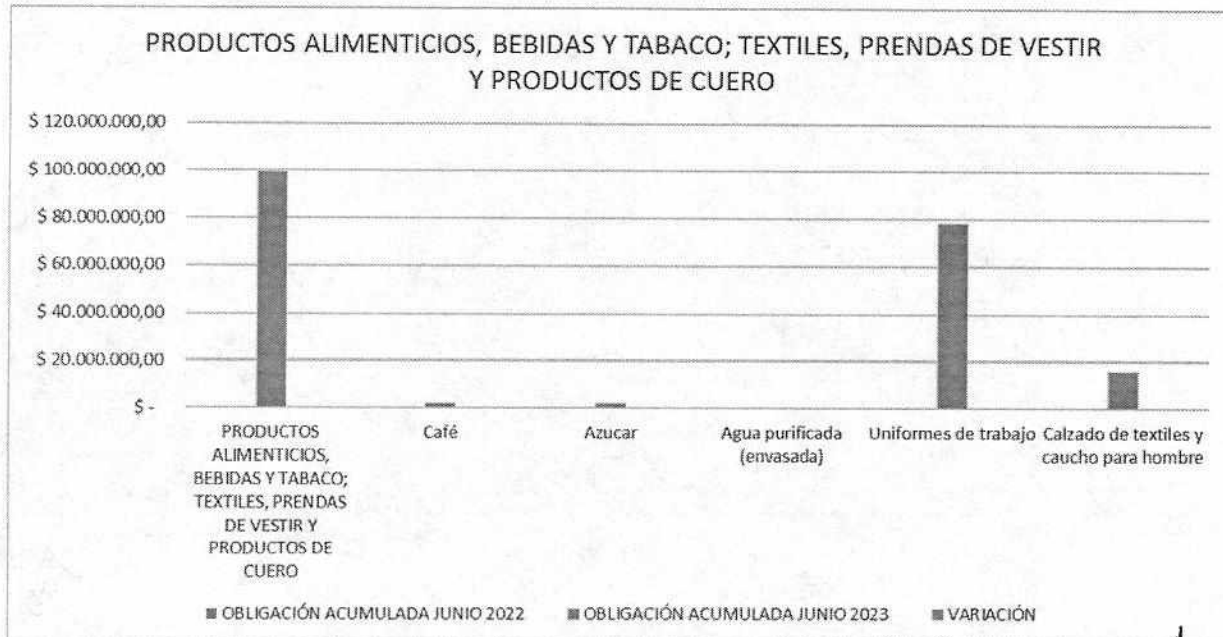 PRODUCTOS ALIMENTICIOS, BEBIDAS Y TABACO; TEXTILES, PRENDAS DE VESTIR
Y PRODUCTOS DE CUERO
$ 120.000.000,00
$ 100.000.000,00
$ 80.000.000,00
$ 60.000.000,00
$ 40.000.000,00
$ 20.000.000,00
$ -
PRODUCTOS
ALIMENTICIOS,
BEBIDAS Y TABACO;
TEXTILES, PRENDAS
DE VESTIR Y
PRODUCTOS DE
CUERO
Café
Azucar
Agua purificada
(envasada)
Uniformes de trabajo
Calzado de textiles y
caucho para hombre
OBLIGACIÓN ACUMULADA JUNIO 2022
OBLIGACIÓN ACUMULADA JUNIO 2023
VARIACIÓN